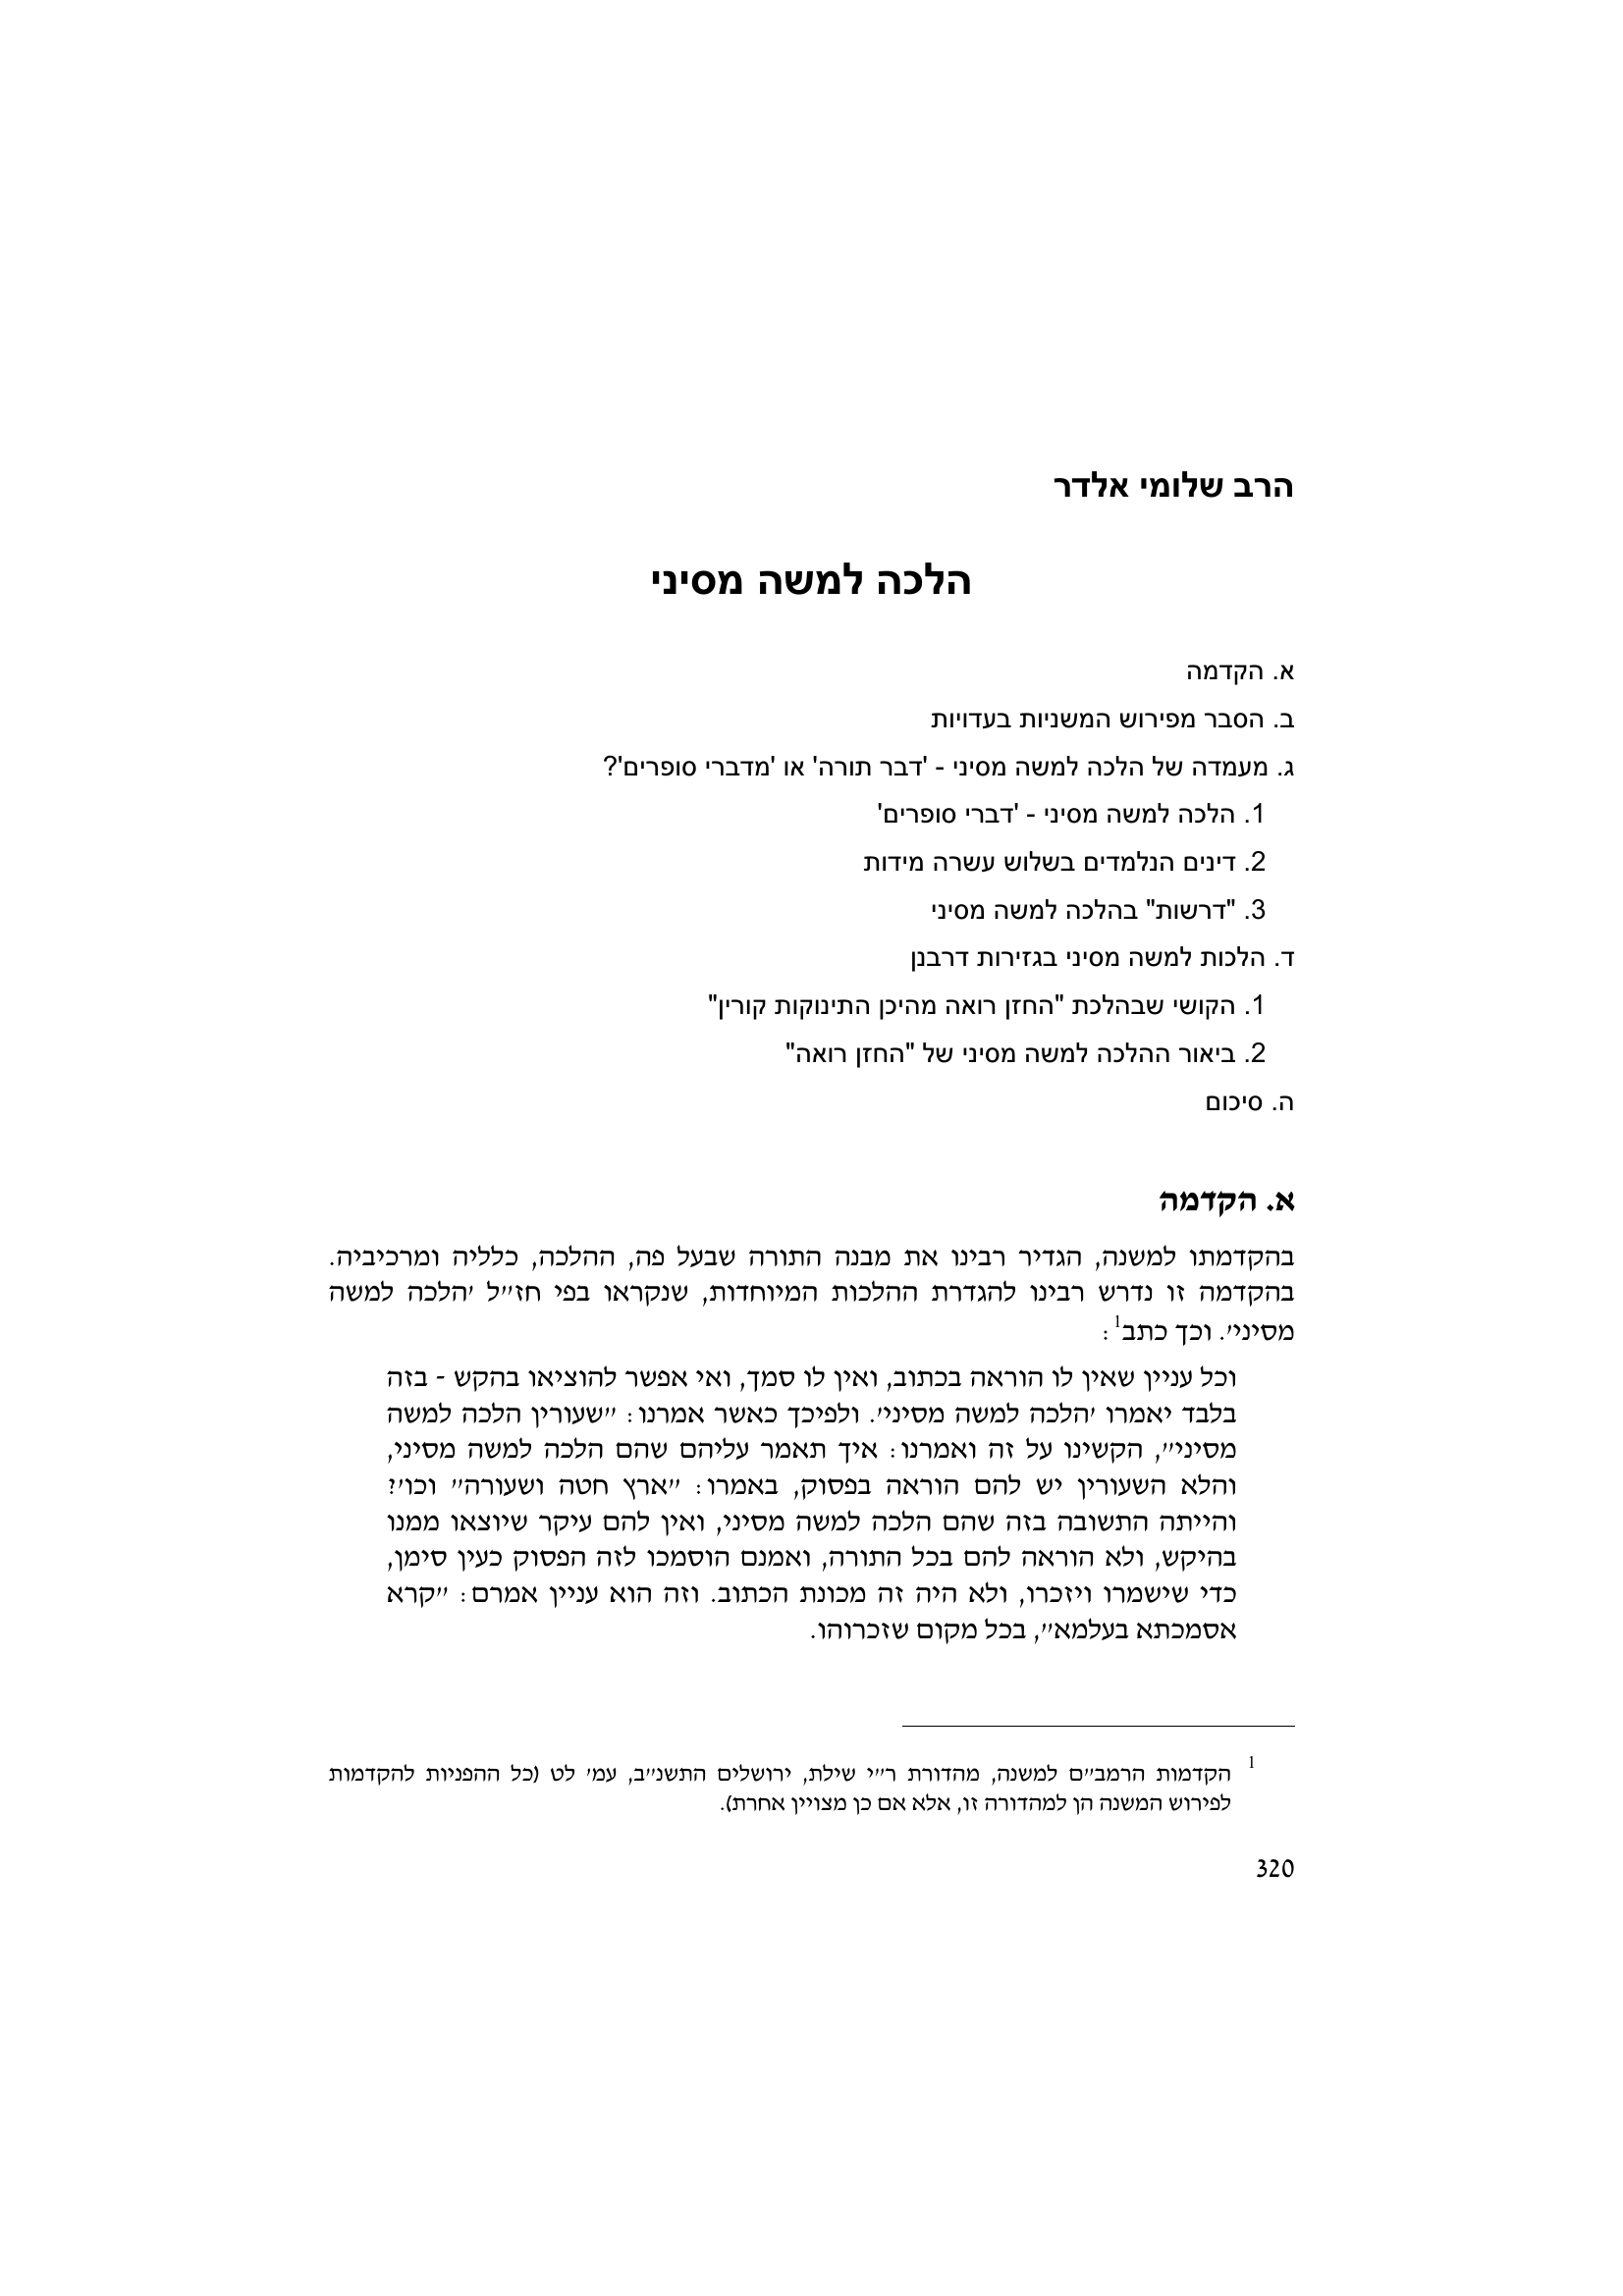 הרב שלומי אלדר
הלכה למשה מסיני
א. הקדמה
ב. הסבר מפירוש המשניות בעדויות
ג. מעמדה של הלכה למשה מסיני - 'דבר תורה' או 'מדברי סופרים'?
1. הלכה למשה מסיני - 'דברי סופרים'
2. דינים הנלמדים בשלוש עשרה מידות
3. "דרשות" בהלכה למשה מסיני
ד. הלכות למשה מסיני בגזירות דרבנן
1. הקושי שבהלכת "החזן רואה מהיכן התינוקות קורין"
2. ביאור ההלכה למשה מסיני של "החזן רואה"
ה. סיכום
א. הקדמה
בהקדמתו למשנה, הגדיר רבינו את מבנה התורה שבעל פה, ההלכה, כלליה ומרכיביה.
בהקדמה זו נדרש רבינו להגדרת ההלכות המיוחדות, שנקראו בפי חז"ל 'הלכה למשה
מסיני'. וכך כתב1:
וכל עניין שאין לו הוראה בכתוב, ואין לו סמך, ואי אפשר להוציאו בהקש - בזה
בלבד יאמרו 'הלכה למשה מסיני'. ולפיכך כאשר אמרנו: "שעורין הלכה למשה
מסיני", הקשינו על זה ואמרנו: איך תאמר עליהם שהם הלכה למשה מסיני,
והלא השעורין יש להם הוראה בפסוק, באמרו: "ארץ חטה ושעורה" וכו'?
והייתה התשובה בזה שהם הלכה למשה מסיני, ואין להם עיקר שיוצאו ממנו
בהיקש, ולא הוראה להם בכל התורה, ואמנם הוסמכו לזה הפסוק כעין סימן,
כדי שישמרו ויזכרו, ולא היה זה מכונת הכתוב. וזה הוא עניין אמרם: "קרא
אסמכתא בעלמא", בכל מקום שזכרוהו.
1 הקדמות הרמב"ם למשנה, מהדורת ר"י שילת, ירושלים התשנ"ב, עמ' לט (כל ההפניות להקדמות
לפירוש המשנה הן למהדורה זו, אלא אם כן מצויין אחרת).
320